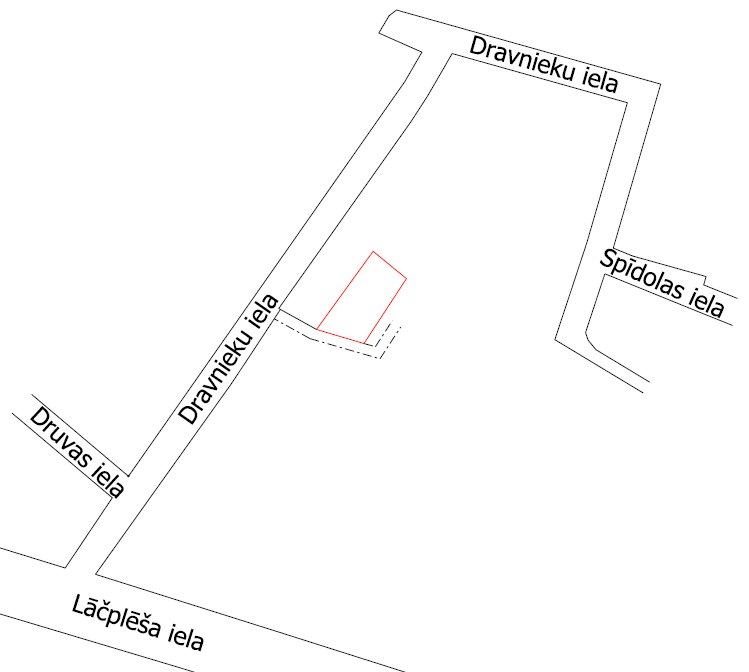 Dravnieku iela
Spīdolas iela
Dravnieku iela
Druvas iela
Lāčplēša iela